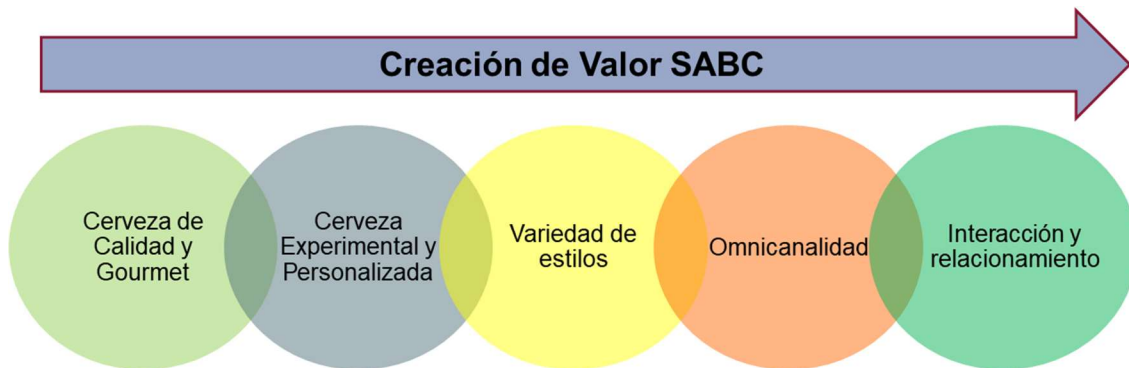 Creación de Valor SABC
Cerveza de
Calidad y
Gourmet
Cerveza
Experimental y
Personalizada
Variedad de
estilos
Omnicanalidad
Interacción y
relacionamiento